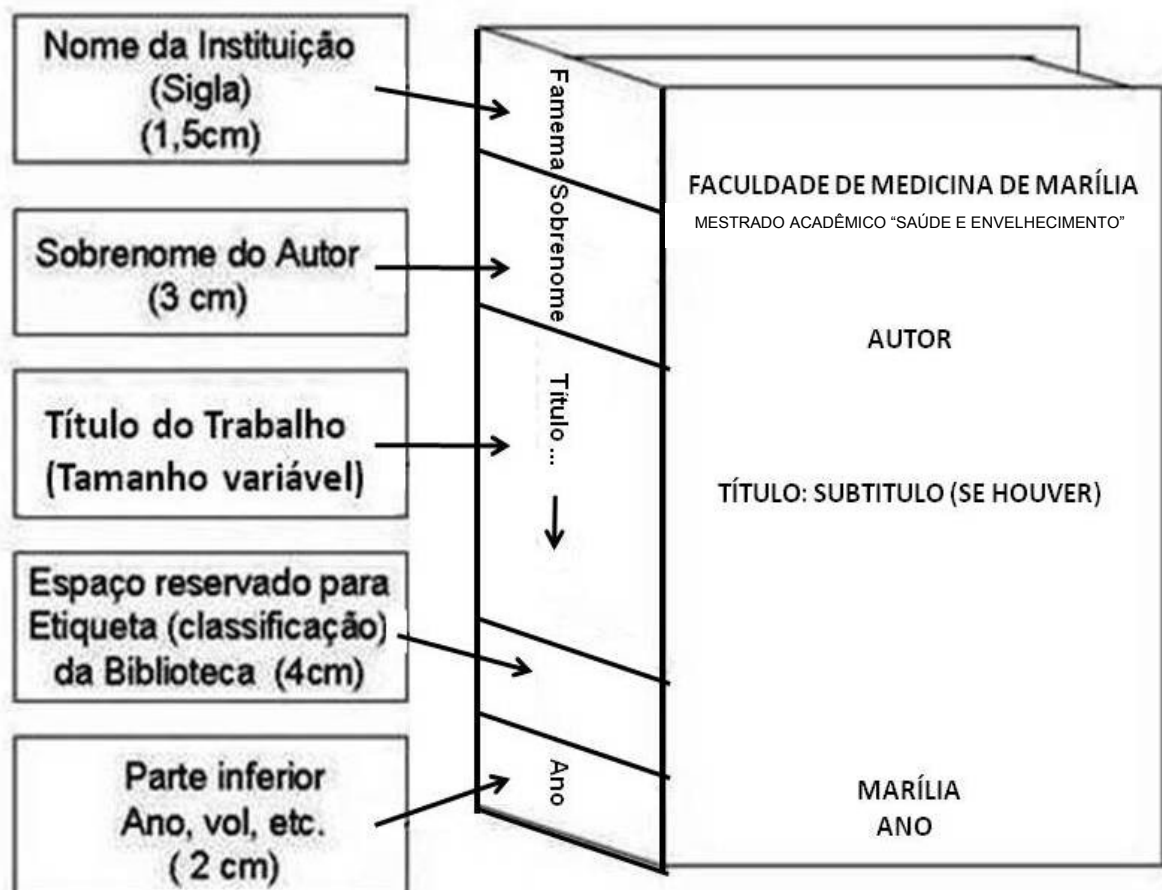 Nome da Instituição
(Sigla)
(1,5cm)
Sobrenome do Autor
(3 cm)
Título do Trabalho
(Tamanho variável)
Espaço reservado para
Etiqueta (classificação)
da Biblioteca (4cm)
Parte inferior
Ano, vol, etc.
( 2 cm)
Famema
Sobrenome
Título ...
Ano
FACULDADE DE MEDICINA DE MARÍLIA
MESTRADO ACADÊMICO “SAÚDE E ENVELHECIMENTO”
AUTOR
TÍTULO: SUBTITULO (SE HOUVER)
MARÍLIA
ANO